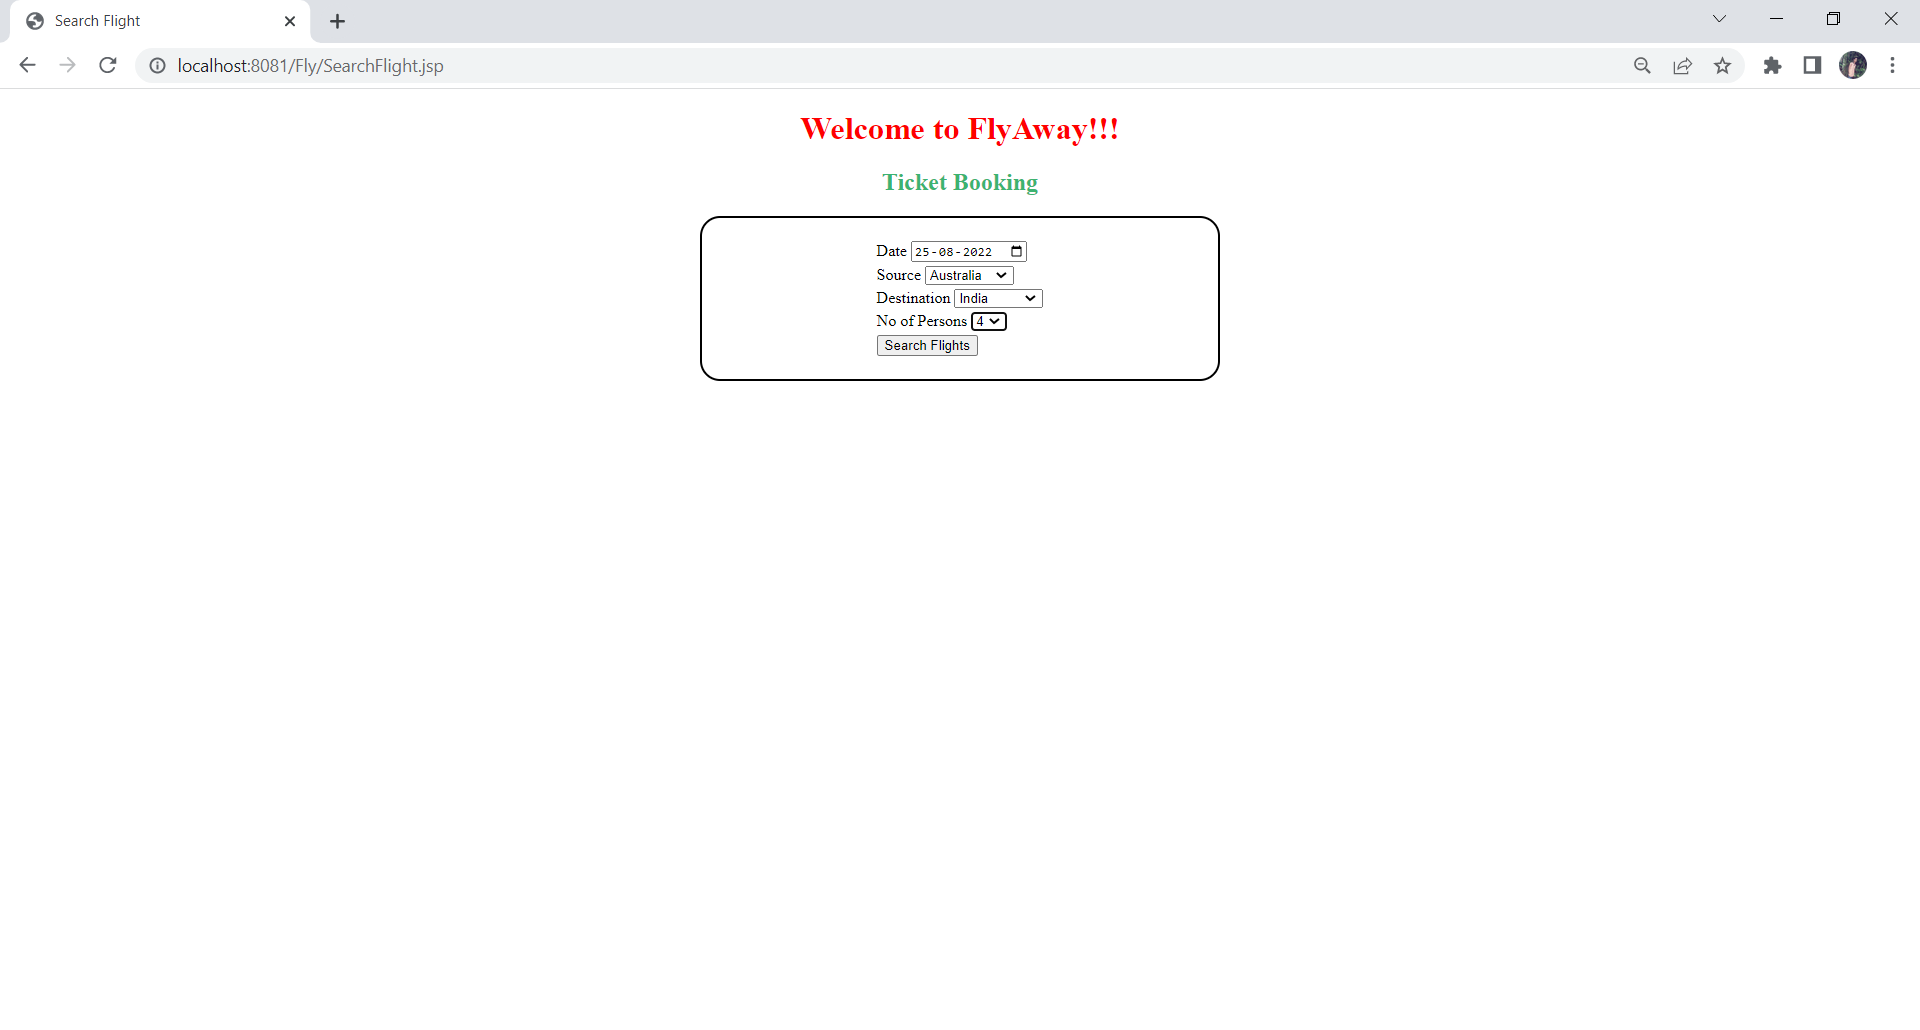 Search Flight
localhost:8081/Fly/SearchFlight.jsp
Welcome to FlyAway!!!
Ticket Booking
Date 25-08-2022
Source Australia
Destination India
No of Persons 4
Search Flights